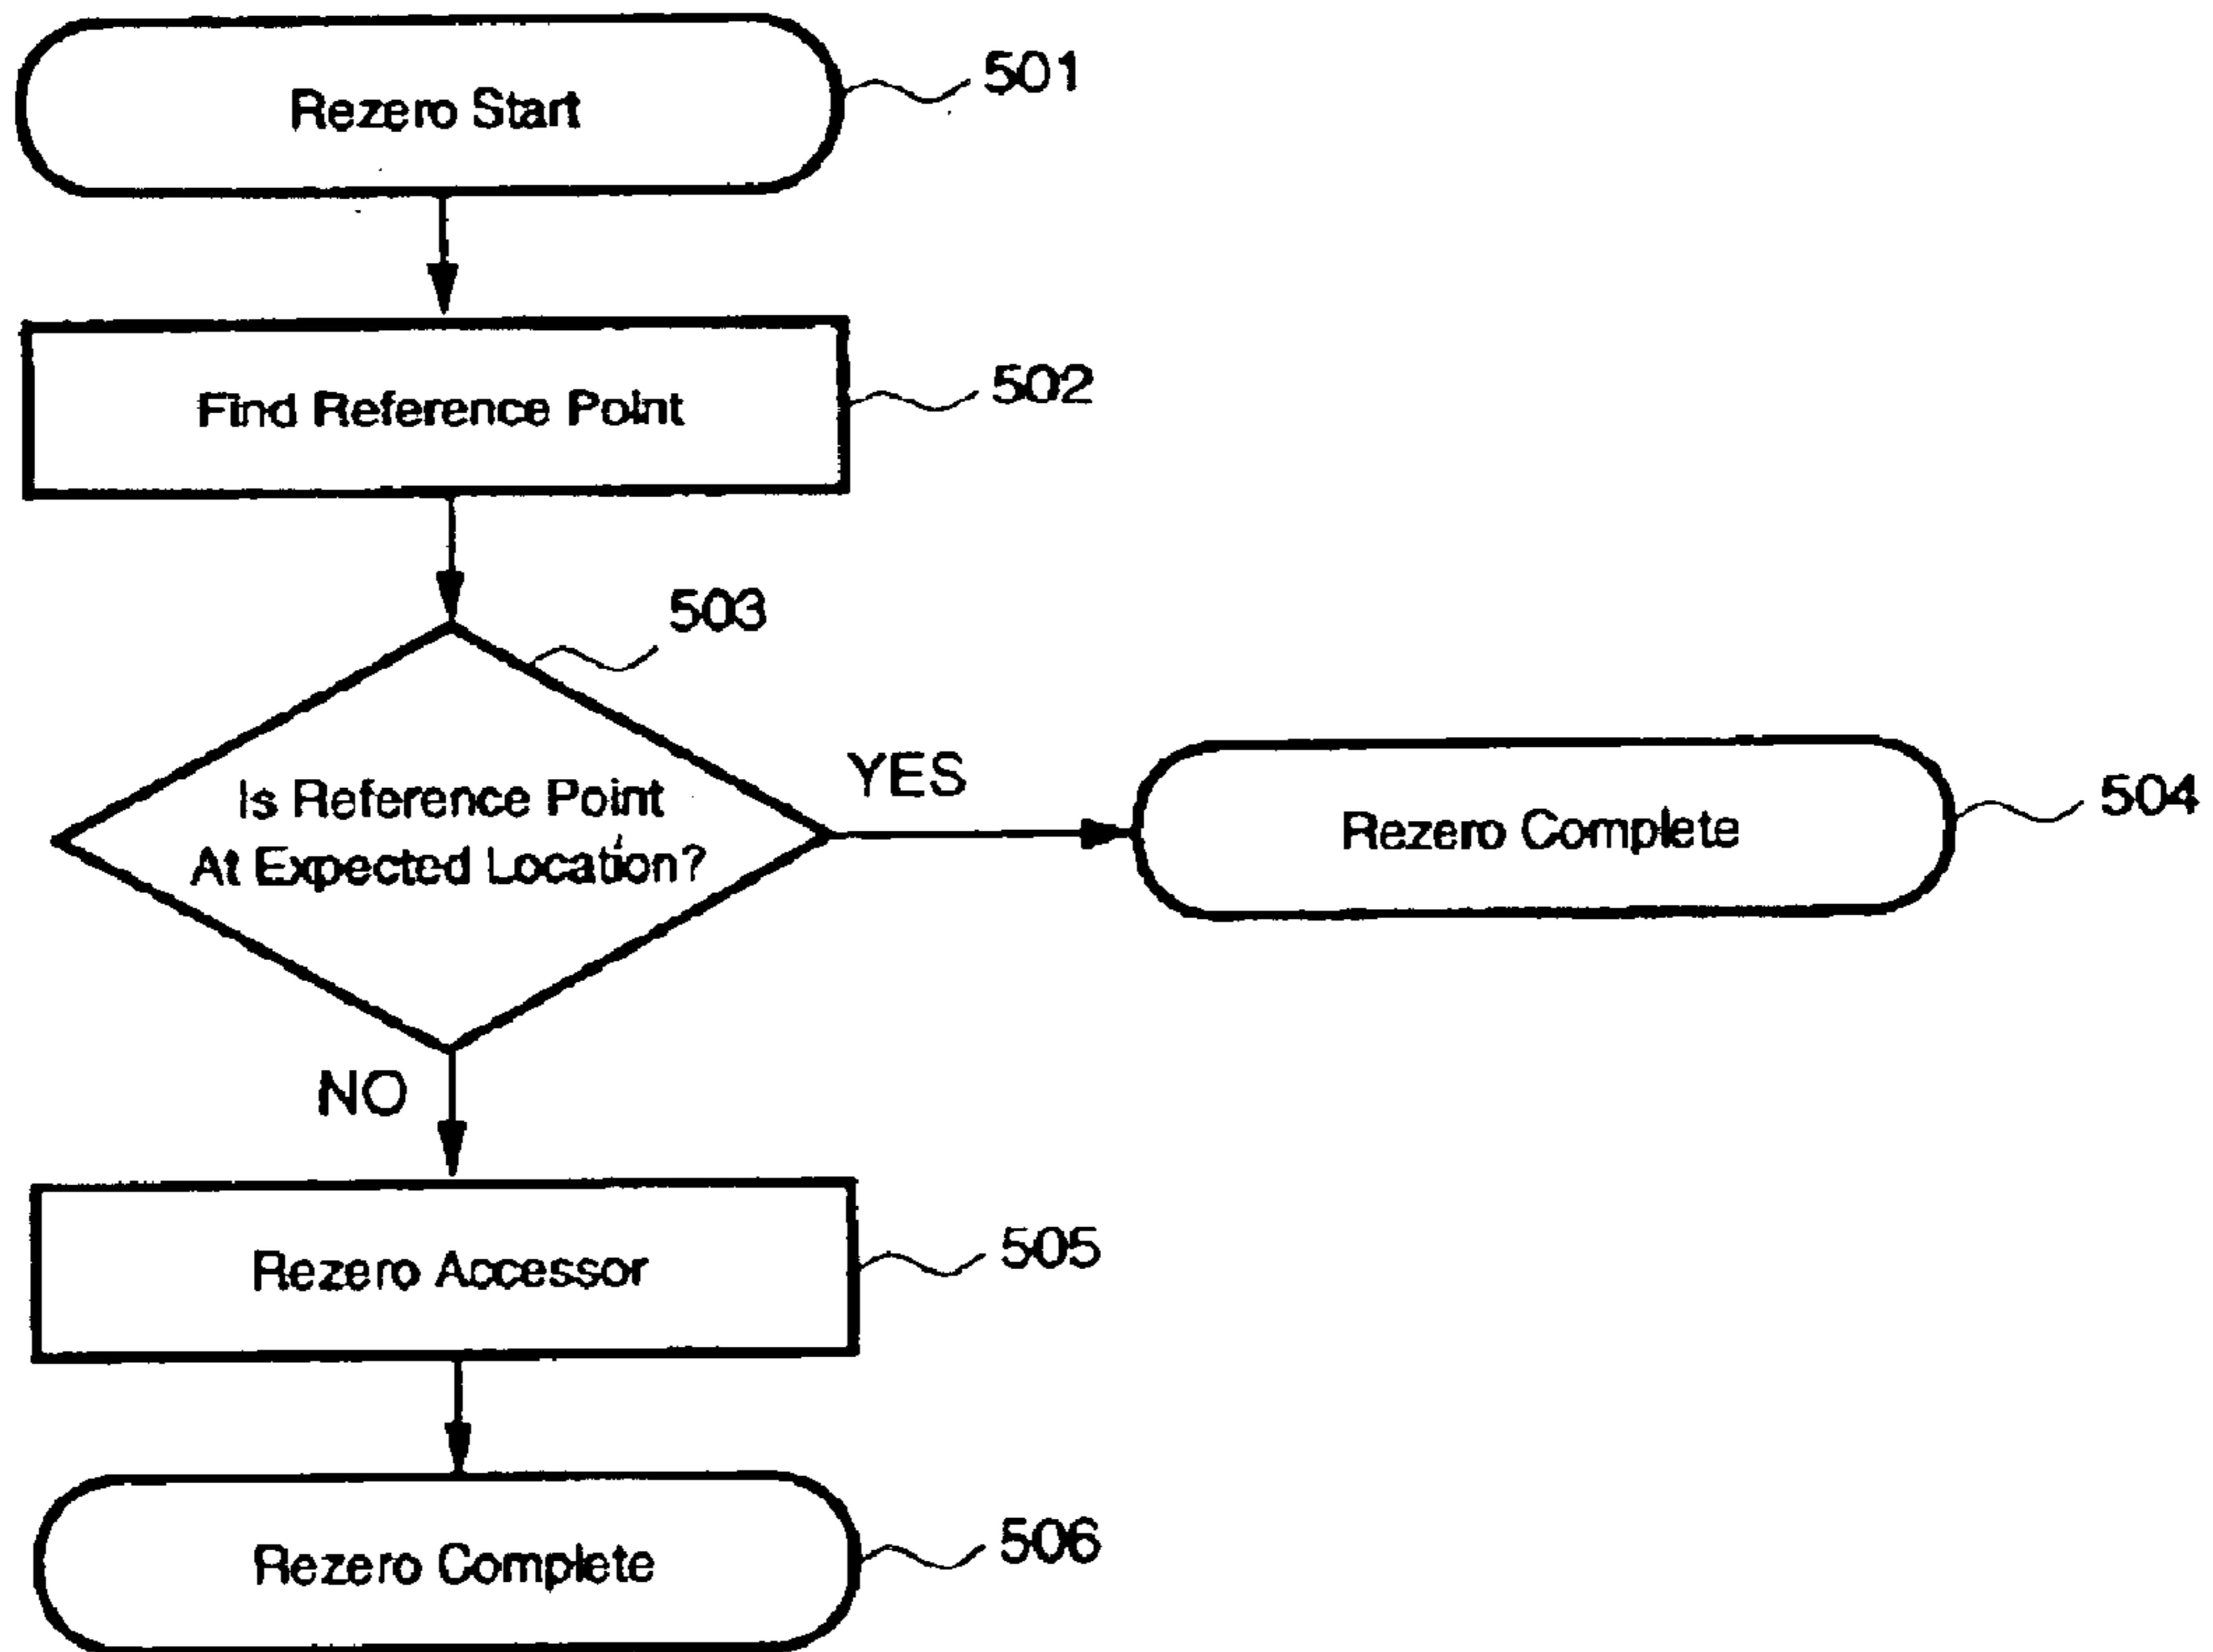 Rezero Start
501
Find Reference Point
502
503
Is Reference Point
At Expected Location?
YES
Rezero Complete
504
NO
Rezero Accessor
505
Rezero Complete
506